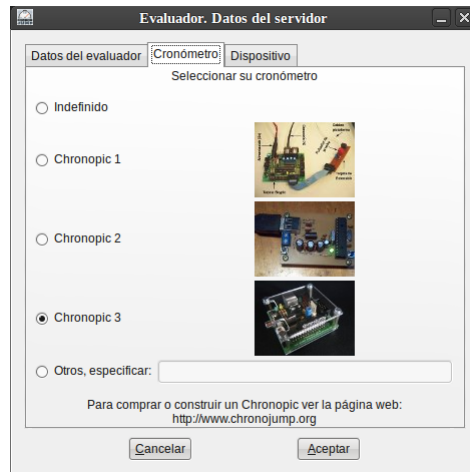 Evaluador. Datos del servidor
Datos del evaluador Cronómetro Dispositivo
Seleccionar su cronómetro
Indefinido
Chronopic 1
Chronopic 2
Chronopic 3
Otros, especificar:
Para comprar o construir un Chronopic ver la página web:
http://www.chronojump.org
Cancelar Aceptar